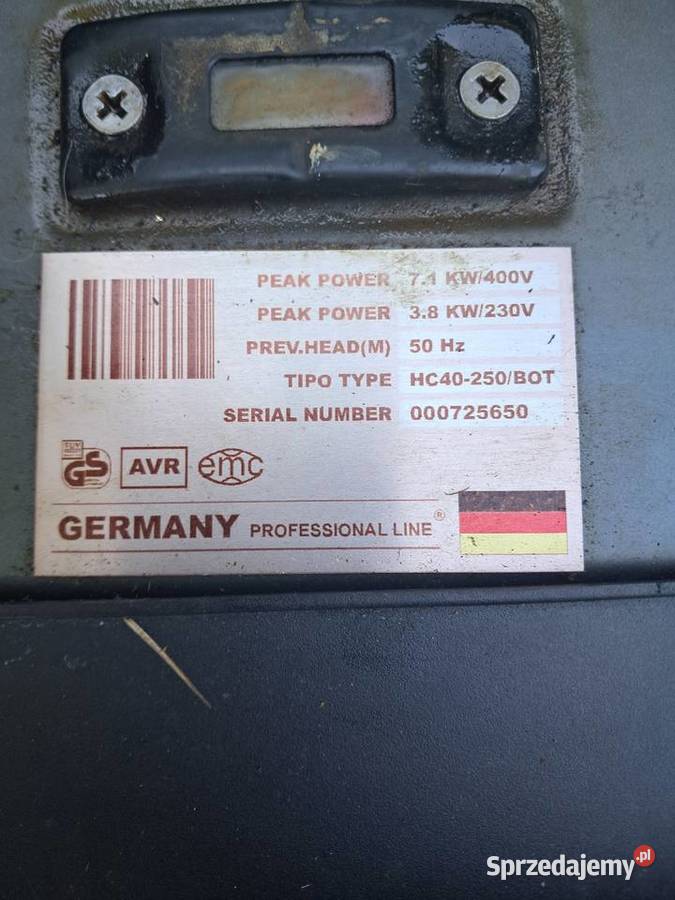 PEAK POWER 7.1 KW/400V
PEAK POWER 3.8 KW/230V
PREV.HEAD(M) 50 Hz
TIPO TYPE HC40-250/BOT
SERIAL NUMBER 000725650
GS AVR emc
GERMANY PROFESSIONAL LINE ®
Sprzedajemy.pl